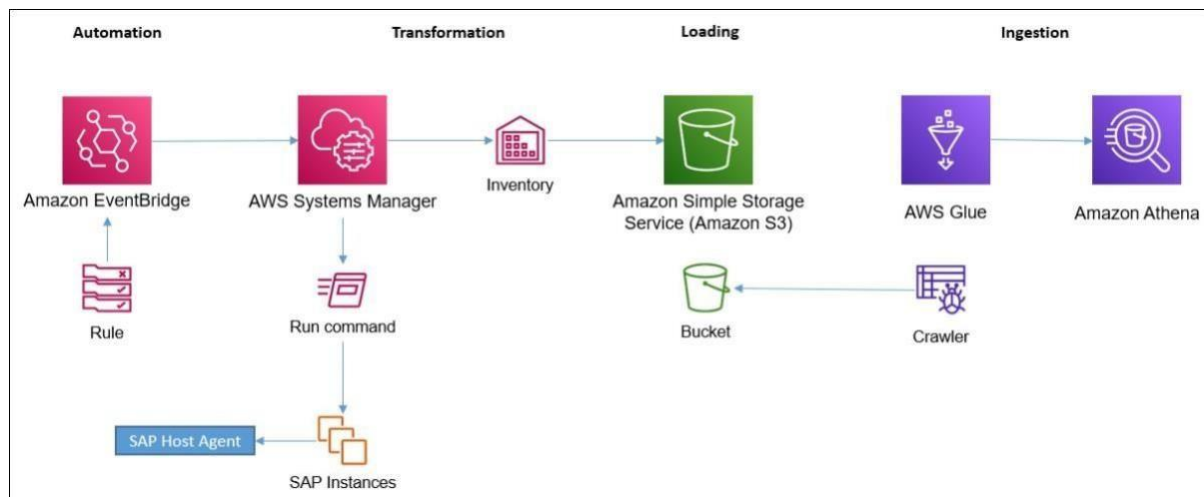 Automation
Transformation
Loading
Ingestion
Amazon EventBridge
AWS Systems Manager
Inventory
Amazon Simple Storage
Service (Amazon S3)
AWS Glue
Amazon Athena
Rule
Run command
Bucket
Crawler
SAP Host Agent
SAP Instances